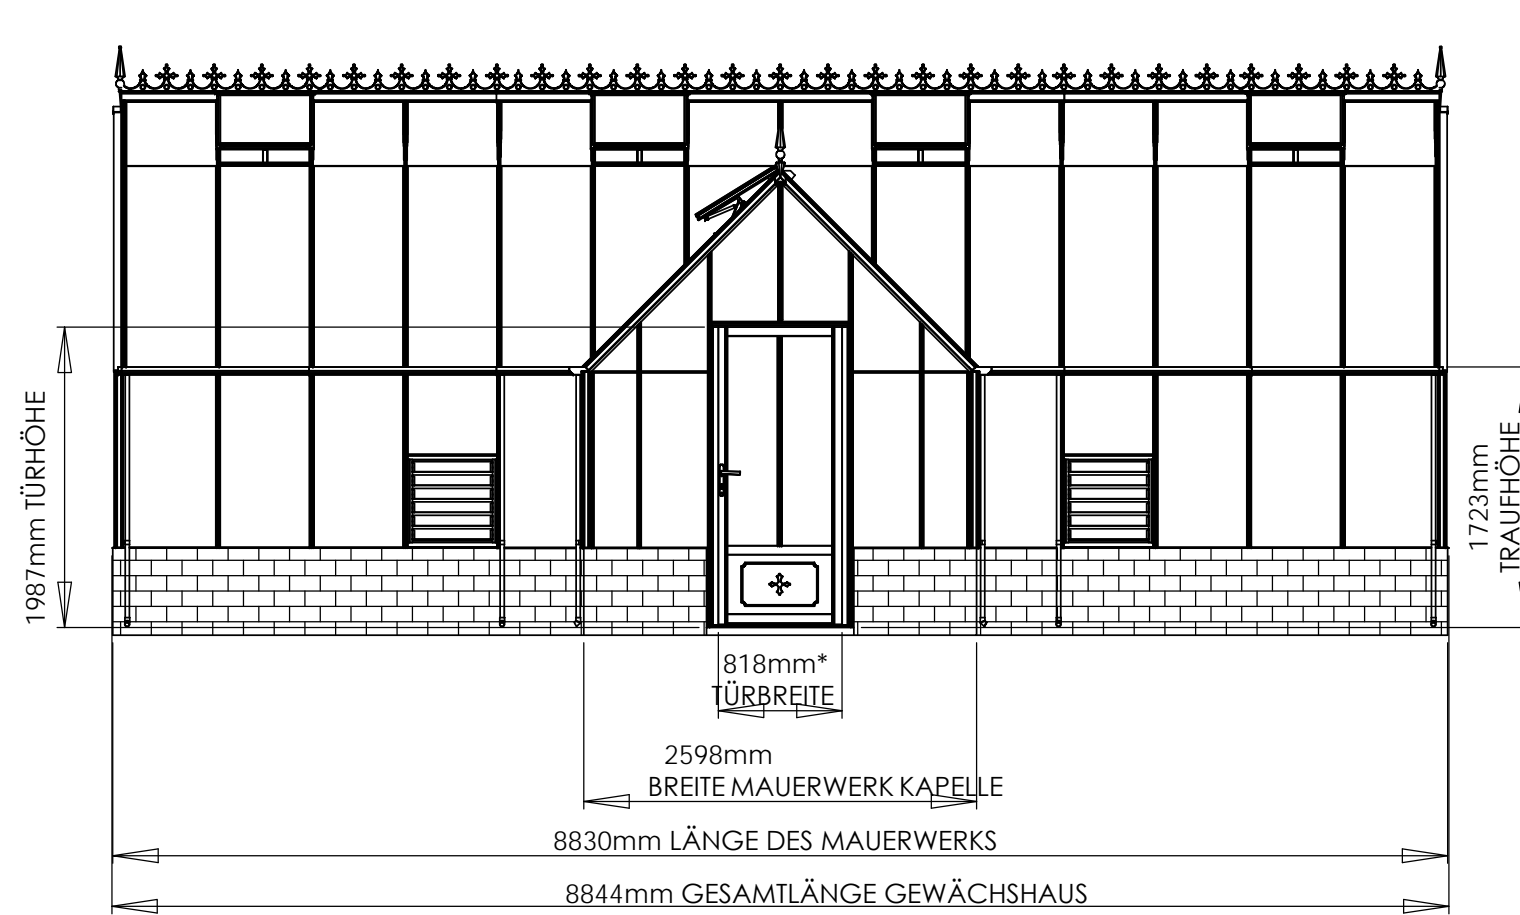 1987mm TÜRHÖHE
1723mm
TRAUFHÖHE
818mm*
TÜRBREITE
2598mm
BREITE MAUERWERK KAPELLE
8830mm LÄNGE DES MAUERWERKS
8844mm GESAMTLÄNGE GEWÄCHSHAUS